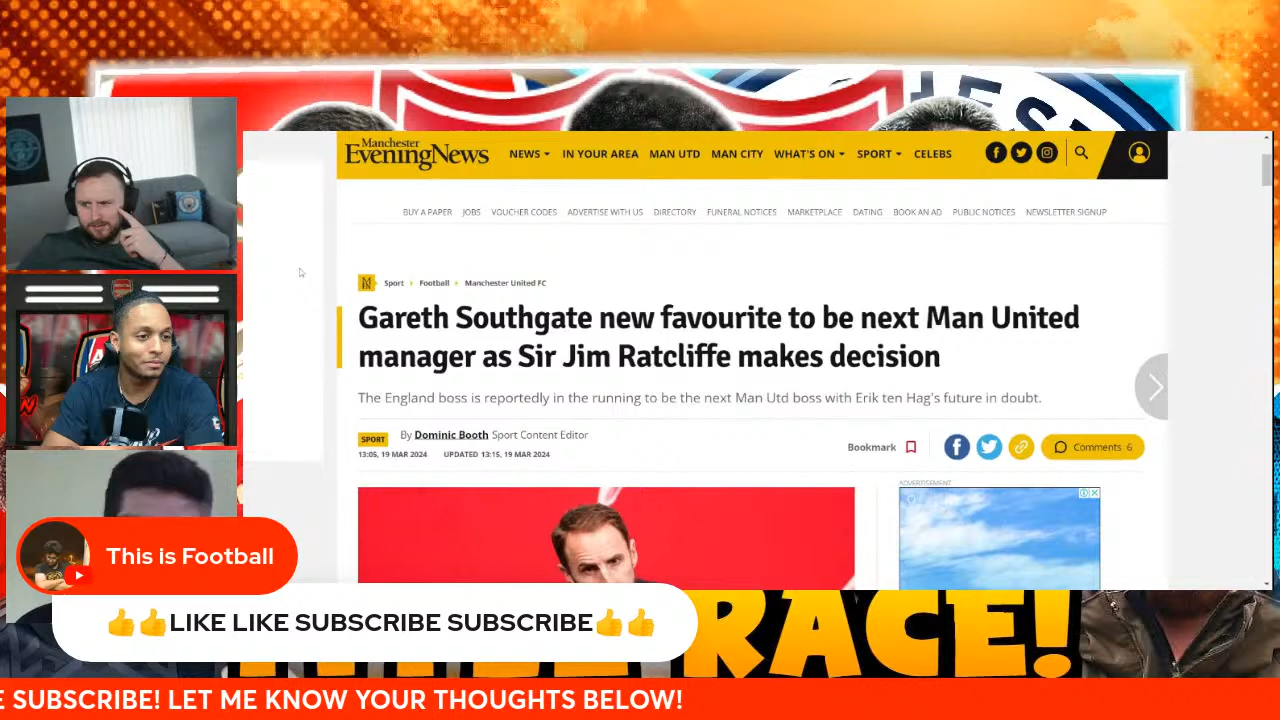 Manchester
Evening News
NEWS IN YOUR AREA MAN UTD MAN CITY WHAT'S ON SPORT CELEBS
BUY A PAPER JOBS VOUCHER CODES ADVERTISE WITH US DIRECTORY FUNERAL NOTICES MARKETPLACE DATING BOOK AN AD PUBLIC NOTICES NEWSLETTER SIGNUP
Sport Football Manchester United FC
Gareth Southgate new favourite to be next Man United
manager as Sir Jim Ratcliffe makes decision
The England boss is reportedly in the running to be the next Man Utd boss with Erik ten Hag's future in doubt.
SPORT By Dominic Booth Sport Content Editor
13:05, 19 MAR 2024 UPDATED 13:15, 19 MAR 2024
Bookmark
Comments 6
ADVERTISEMENT
This is Football
👍👍LIKE LIKE SUBSCRIBE SUBSCRIBE👍👍
RACE!
E SUBSCRIBE! LET ME KNOW YOUR THOUGHTS BELOW!